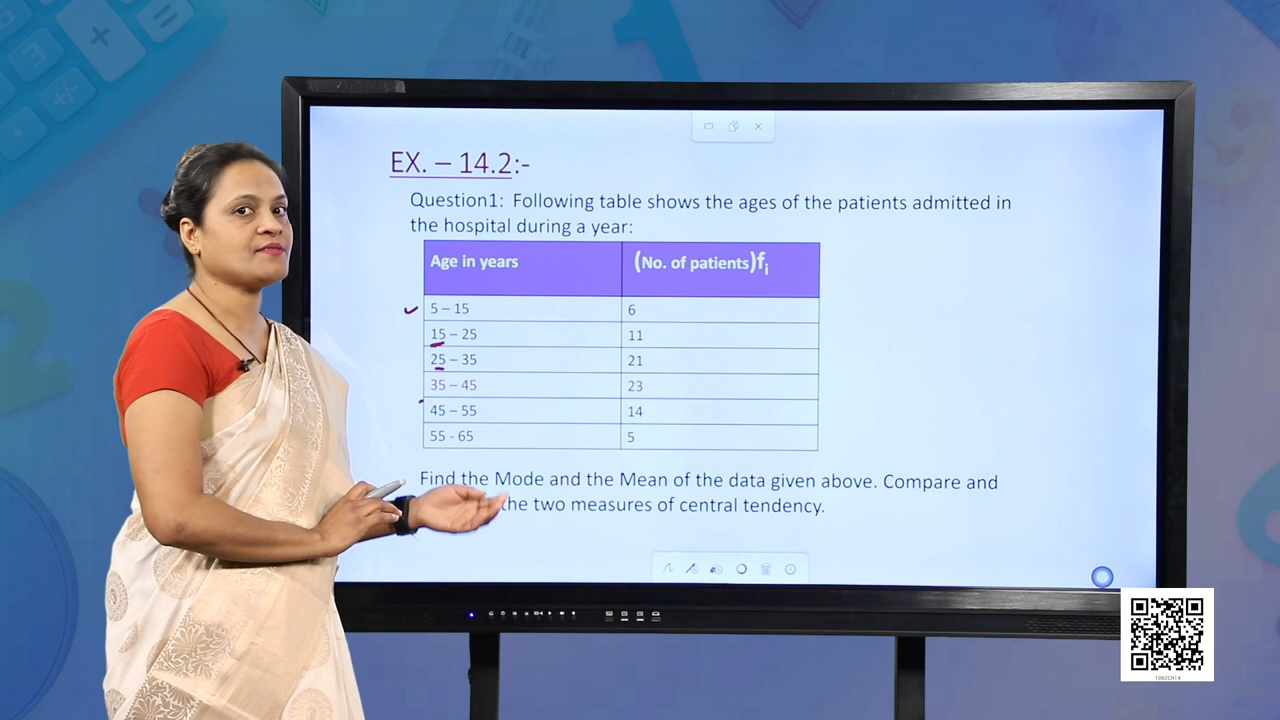 EX. – 14.2:-
Question1: Following table shows the ages of the patients admitted in
the hospital during a year:
Age in years (No. of patients)fi
5 – 15 6
15 – 25 11
25 – 35 21
35 – 45 23
45 – 55 14
55 - 65 5
Find the Mode and the Mean of the data given above. Compare and
the two measures of central tendency.
1062CH14